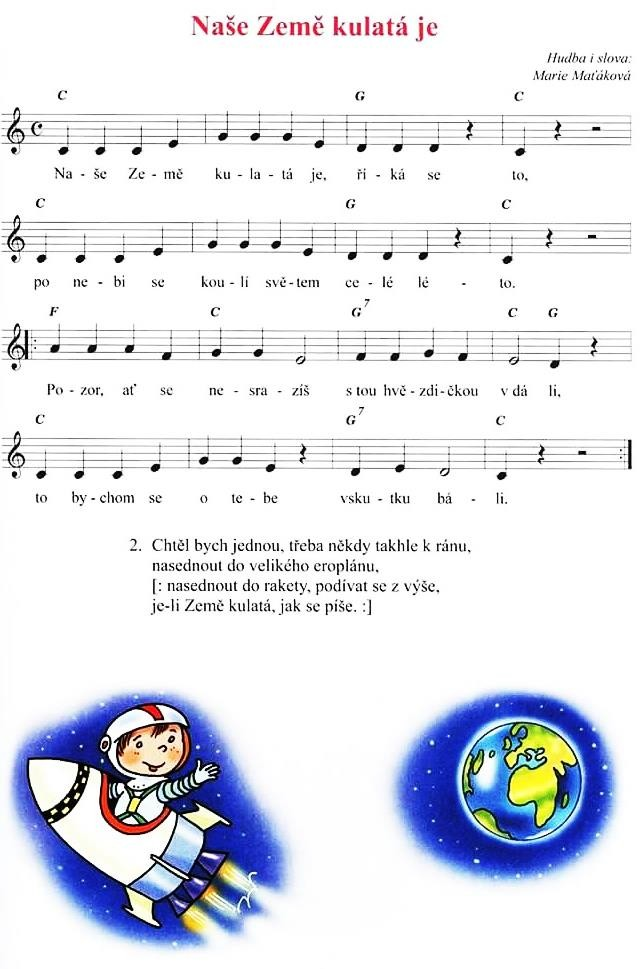 Naše Země kulatá je
Hudba i slova:
Marie Maťáková
C G C
Na - še Ze - mě ku - la - tá je, ří - ká se to,
C G C
po ne - bi se kou - lí svě - tem ce - lé lé - to.
F C G7 C G
Po - zor, ať se ne - sra - zíš s tou hvě - zdi - čkou v dá li,
C G7 C
to by - chom se o te - be vsku - tku bá - li.
2. Chtěl bych jednou, třeba někdy takhle k ránu,
nasednout do velikého eroplánu,
[: nasednout do rakety, podívat se z výše,
je-li Země kulatá, jak se píše. :]